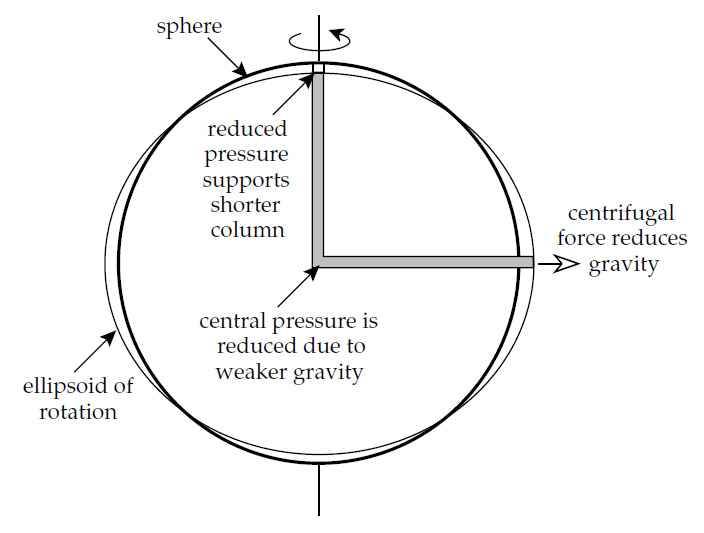 sphere
reduced
pressure
supports
shorter
column
centrifugal
force reduces
gravity
central pressure is
reduced due to
weaker gravity
ellipsoid of
rotation